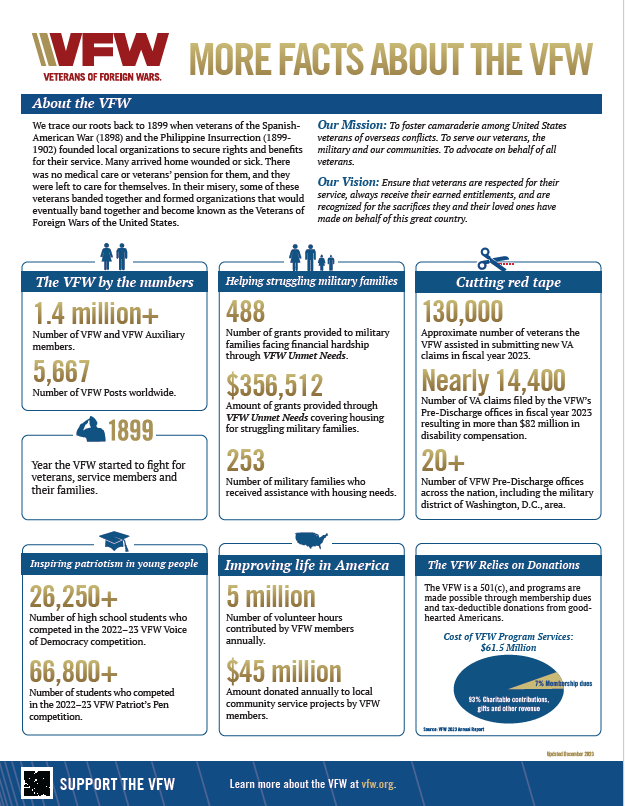 VFW
VETERANS OF FOREIGN WARS.
MORE FACTS ABOUT THE VFW
About the VFW
We trace our roots back to 1899 when veterans of the Spanish-
American War (1898) and the Philippine Insurrection (1899-
1902) founded local organizations to secure rights and benefits
for their service. Many arrived home wounded or sick. There
was no medical care or veterans' pension for them, and they
were left to care for themselves. In their misery, some of these
veterans banded together and formed organizations that would
eventually band together and become known as the Veterans of
Foreign Wars of the United States.
Our Mission: To foster camaraderie among United States
veterans of overseas conflicts. To serve our veterans, the
military and our communities. To advocate on behalf of all
veterans.
Our Vision: Ensure that veterans are respected for their
service, always receive their earned entitlements, and are
recognized for the sacrifices they and their loved ones have
made on behalf of this great country.
The VFW by the numbers
1.4 million+
Number of VFW and VFW Auxiliary
members.
5,667
Number of VFW Posts worldwide.
1899
Year the VFW started to fight for
veterans, service members and
their families.
Helping struggling military families
488
Number of grants provided to military
families facing financial hardship
through VFW Unmet Needs.
$356,512
Amount of grants provided through
VFW Unmet Needs covering housing
for struggling military families.
253
Number of military families who
received assistance with housing needs.
Cutting red tape
130,000
Approximate number of veterans the
VFW assisted in submitting new VA
claims in fiscal year 2023.
Nearly 14,400
Number of VA claims filed by the VFW's
Pre-Discharge offices in fiscal year 2023
resulting in more than $82 million in
disability compensation.
20+
Number of VFW Pre-Discharge offices
across the nation, including the military
district of Washington, D.C., area.
Inspiring patriotism in young people
26,250+
Number of high school students who
competed in the 2022–23 VFW Voice
of Democracy competition.
66,800+
Number of students who competed
in the 2022–23 VFW Patriot's Pen
competition.
Improving life in America
5 million
Number of volunteer hours
contributed by VFW members
annually.
$45 million
Amount donated annually to local
community service projects by VFW
members.
The VFW Relies on Donations
The VFW is a 501(c), and programs are
made possible through membership dues
and tax-deductible donations from good-
hearted Americans.
Cost of VFW Program Services:
$61.5 Million
7% Membership dues
93% Charitable contributions,
gifts and other revenue
Source: VFW 2023 Annual Report
Updated December 2023
SUPPORT THE VFW
Learn more about the VFW at vfw.org.